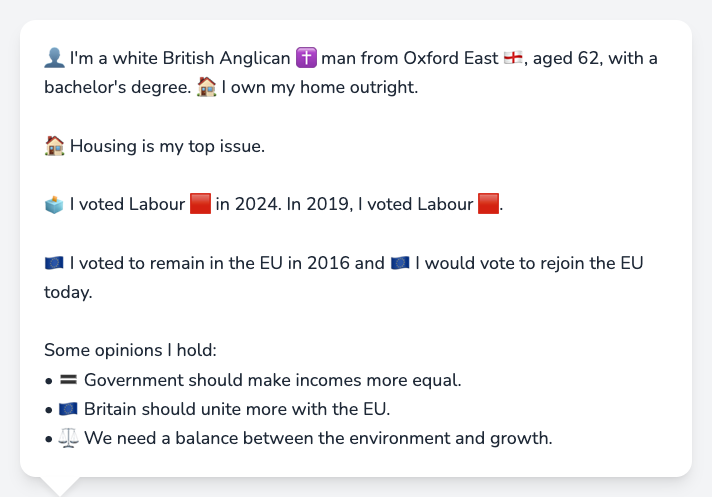 👤 I'm a white British Anglican ✝️ man from Oxford East 🏴󠁧󠁢󠁥󠁮󠁧󠁿, aged 62, with a
bachelor's degree. 🏠 I own my home outright.
🏠 Housing is my top issue.
🗳️ I voted Labour 🟥 in 2024. In 2019, I voted Labour 🟥.
🇪🇺 I voted to remain in the EU in 2016 and 🇪🇺 I would vote to rejoin the EU
today.
Some opinions I hold:
• 🟰 Government should make incomes more equal.
• 🇪🇺 Britain should unite more with the EU.
• ⚖️ We need a balance between the environment and growth.